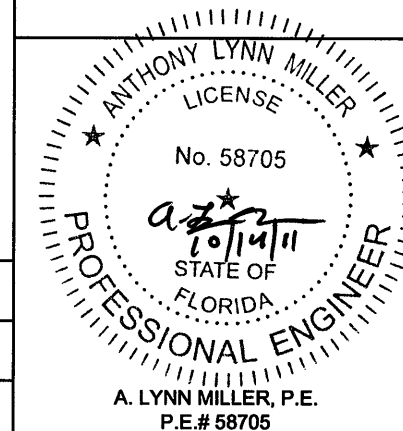 ANTHONY LYNN MILLER
LICENSE
No. 58705
10/14/11
STATE OF
FLORIDA
PROFESSIONAL ENGINEER
A. LYNN MILLER, P.E.
P.E.# 58705